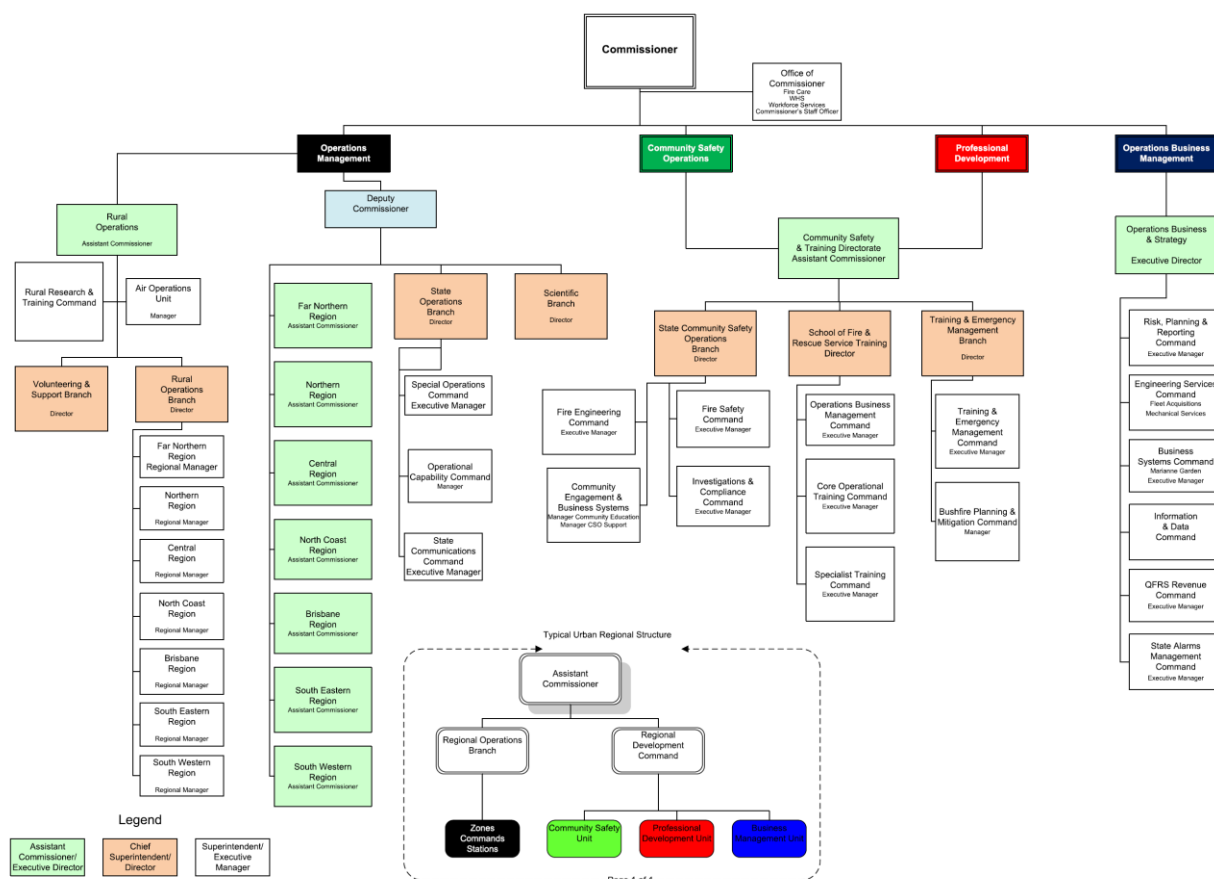 Commissioner
Office of
Commissioner
Fire Care
WHS
Workforce Services
Commissioner's Staff Officer
Operations
Management
Community Safety
Operations
Professional
Development
Operations Business
Management
Deputy
Commissioner
Rural
Operations
Assistant Commissioner
Community Safety
& Training Directorate
Assistant Commissioner
Operations Business
& Strategy
Executive Director
Rural Research &
Training Command
Air Operations
Unit
Manager
Volunteering &
Support Branch
Director
Rural
Operations
Branch
Director
Far Northern
Region
Regional Manager
Northern
Region
Regional Manager
Central
Region
Regional Manager
North Coast
Region
Regional Manager
Brisbane
Region
Regional Manager
South Eastern
Region
Regional Manager
South Western
Region
Regional Manager
Far Northern
Region
Assistant Commissioner
Northern
Region
Assistant Commissioner
Central
Region
Assistant Commissioner
North Coast
Region
Assistant Commissioner
Brisbane
Region
Assistant Commissioner
South Eastern
Region
Assistant Commissioner
South Western
Region
Assistant Commissioner
State
Operations
Branch
Director
Scientific
Branch
Director
Special Operations
Command
Executive Manager
Operational
Capability Command
Manager
State
Communications
Command
Executive Manager
State Community Safety
Operations
Branch
Director
School of Fire &
Rescue Service Training
Director
Training & Emergency
Management
Branch
Director
Fire Engineering
Command
Executive Manager
Fire Safety
Command
Executive Manager
Community
Engagement &
Business Systems
Manager Community Education
Manager CSO Support
Investigations &
Compliance
Command
Executive Manager
Operations Business
Management
Command
Executive Manager
Core Operational
Training Command
Executive Manager
Specialist Training
Command
Executive Manager
Training &
Emergency
Management
Command
Executive Manager
Bushfire Planning &
Mitigation Command
Manager
Risk, Planning &
Reporting
Command
Executive Manager
Engineering Services
Command
Fleet Acquisitions
Mechanical Services
Business
Systems Command
Marianne Garden
Executive Manager
Information
& Data
Command
QFRS Revenue
Command
Executive Manager
State Alarms
Management
Command
Executive Manager
Typical Urban Regional Structure
Assistant
Commissioner
Regional Operations
Branch
Regional
Development
Command
Zones
Commands
Stations
Community Safety
Unit
Professional
Development Unit
Business
Management Unit
Legend
Assistant
Commissioner/
Executive Director
Chief
Superintendent/
Director
Superintendent/
Executive
Manager
Page 1 of 1